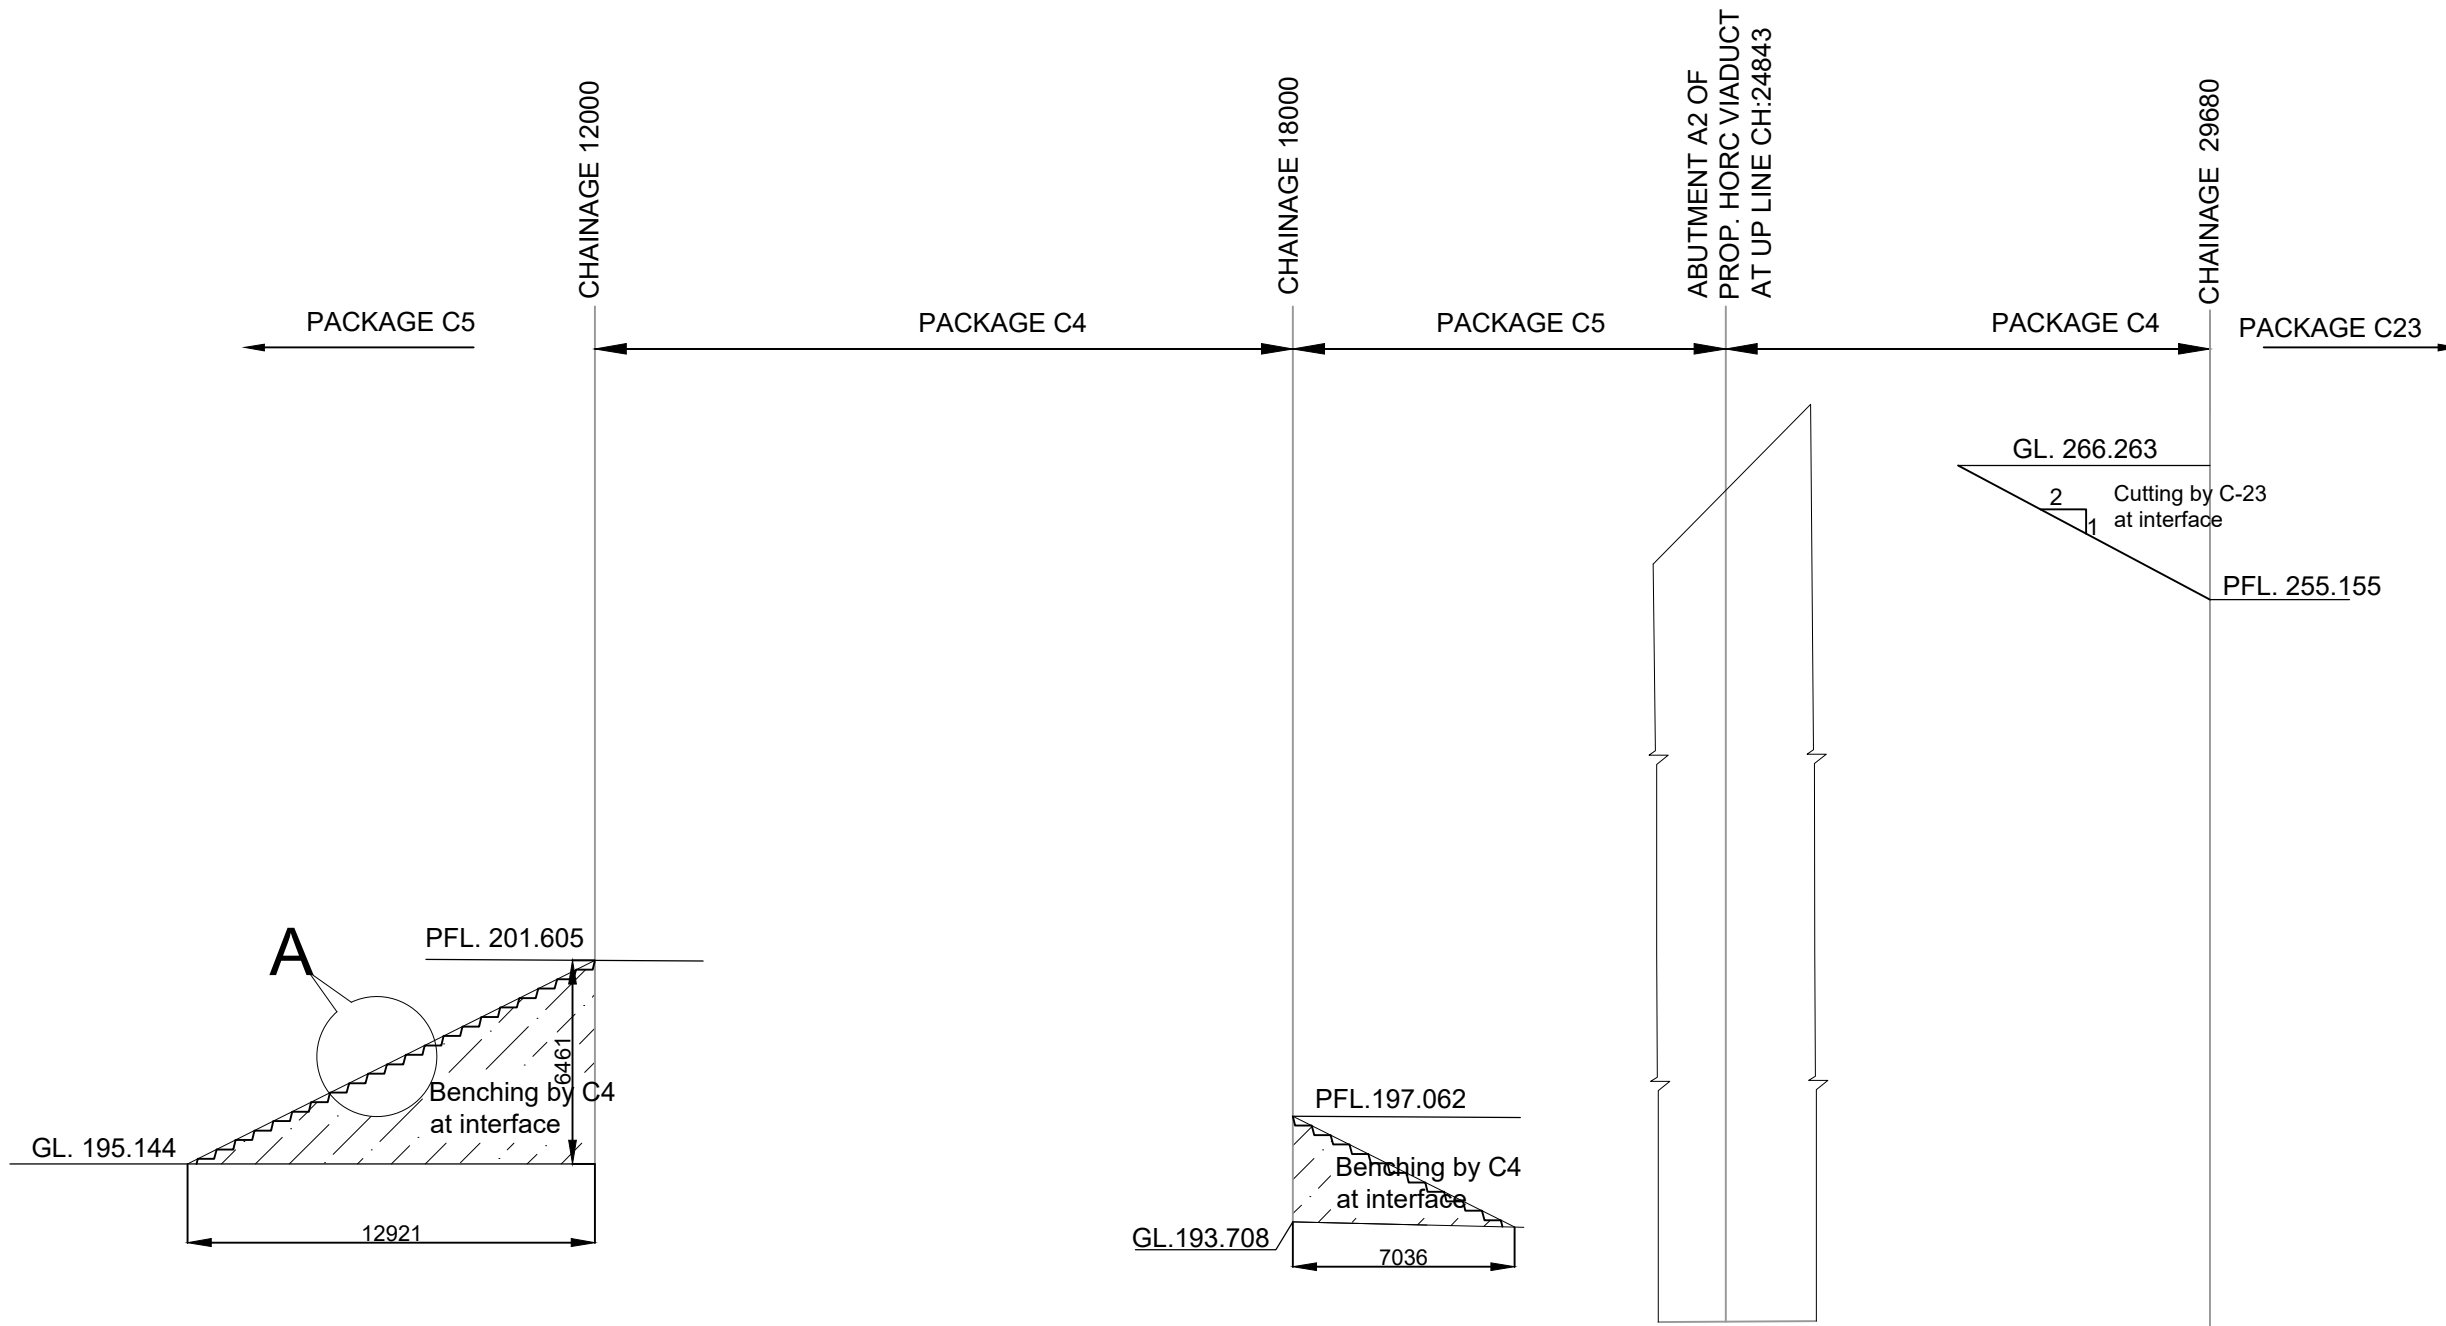 CHAINAGE 12000
CHAINAGE 18000
ABUTMENT A2 OF
PROP. HORC VIADUCT
AT UP LINE CH:24843
CHAINAGE 29680
PACKAGE C5
PACKAGE C4
PACKAGE C5
PACKAGE C4
PACKAGE C23
GL. 266.263
2
1
Cutting by C-23
at interface
PFL. 255.155
A
PFL. 201.605
6461
Benching by C4
at interface
GL. 195.144
12921
PFL.197.062
Benching by C4
at interface
GL.193.708
7036